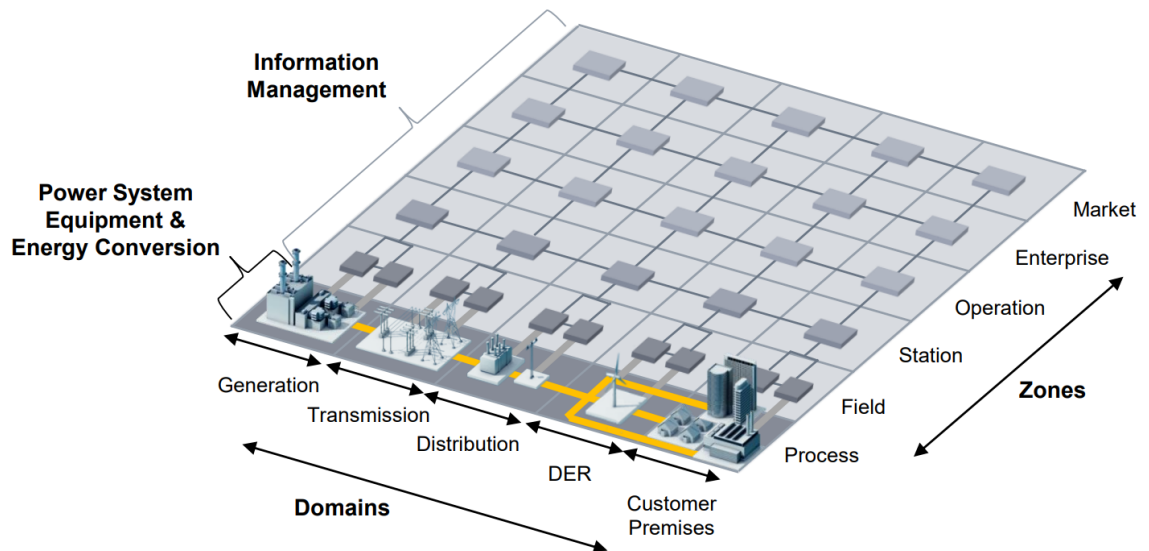 Information
Management
Power System
Equipment &
Energy Conversion
Market
Enterprise
Operation
Station
Field
Process
Zones
Generation
Transmission
Distribution
DER
Customer
Premises
Domains